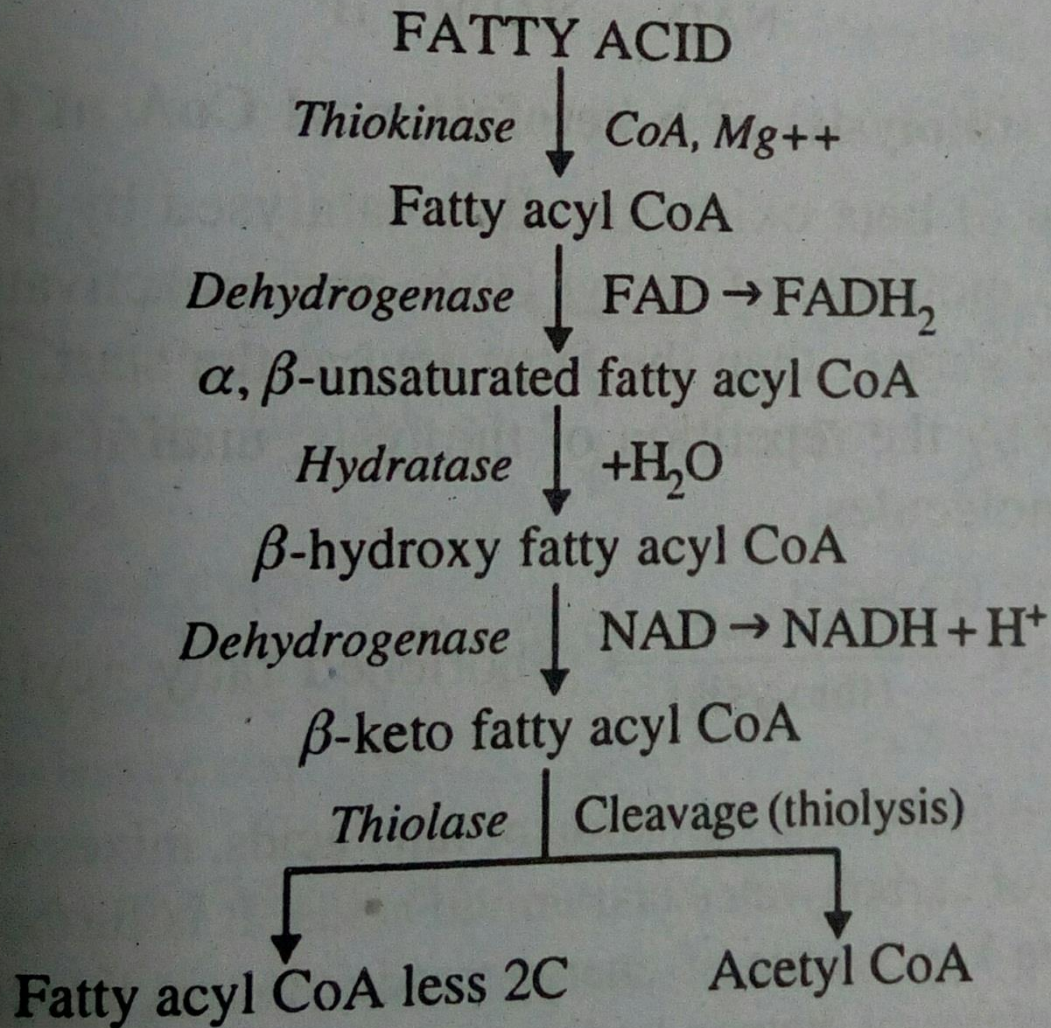 FATTY ACID
Thiokinase CoA, Mg++
Fatty acyl CoA
Dehydrogenase FAD → FADH₂
α, β-unsaturated fatty acyl CoA
Hydratase +H₂O
β-hydroxy fatty acyl CoA
Dehydrogenase NAD → NADH + H⁺
β-keto fatty acyl CoA
Thiolase Cleavage (thiolysis)
Fatty acyl CoA less 2C Acetyl CoA